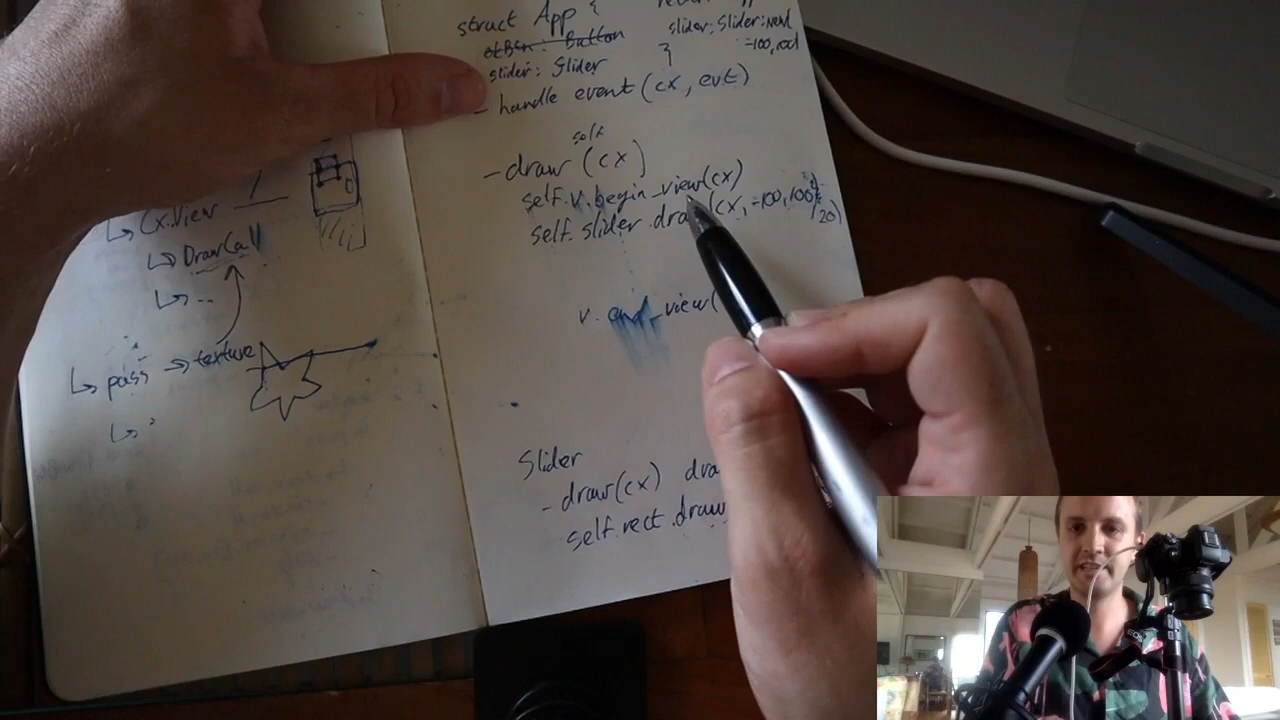 Cx.View
↳ DrawCall
↳ ...
↳ pass → texture
↳
struct App {
slider: Slider
slider: Slider:
-100, 100
}
- handle event (cx, evt)
self
- draw (cx)
self.v.begin_view(cx)
self.slider.draw(cx, -100, 100
20)
v. end_view(
Slider
- draw(cx) dra
self.rect.draw